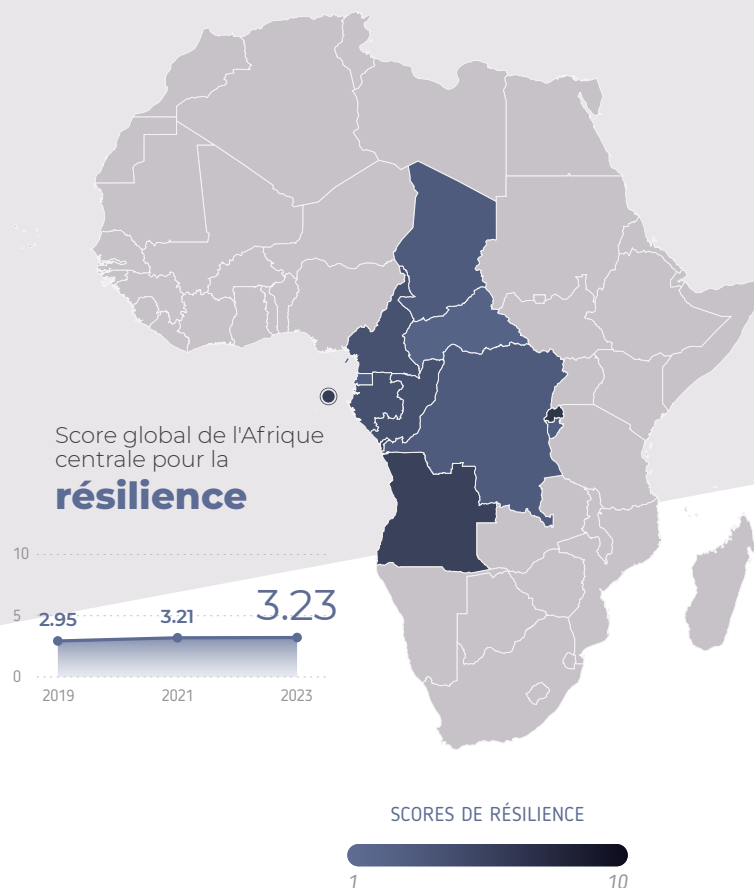 Score global de l'Afrique
centrale pour la
résilience
10
5
0
2.95
3.21
3.23
2019
2021
2023
SCORES DE RÉSILIENCE
1
10